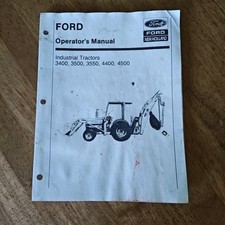 FORD
Operator's Manual
Industrial Tractors
3400, 3500, 3550, 4400, 4500
Ford
FORD
NEW HOLLAND